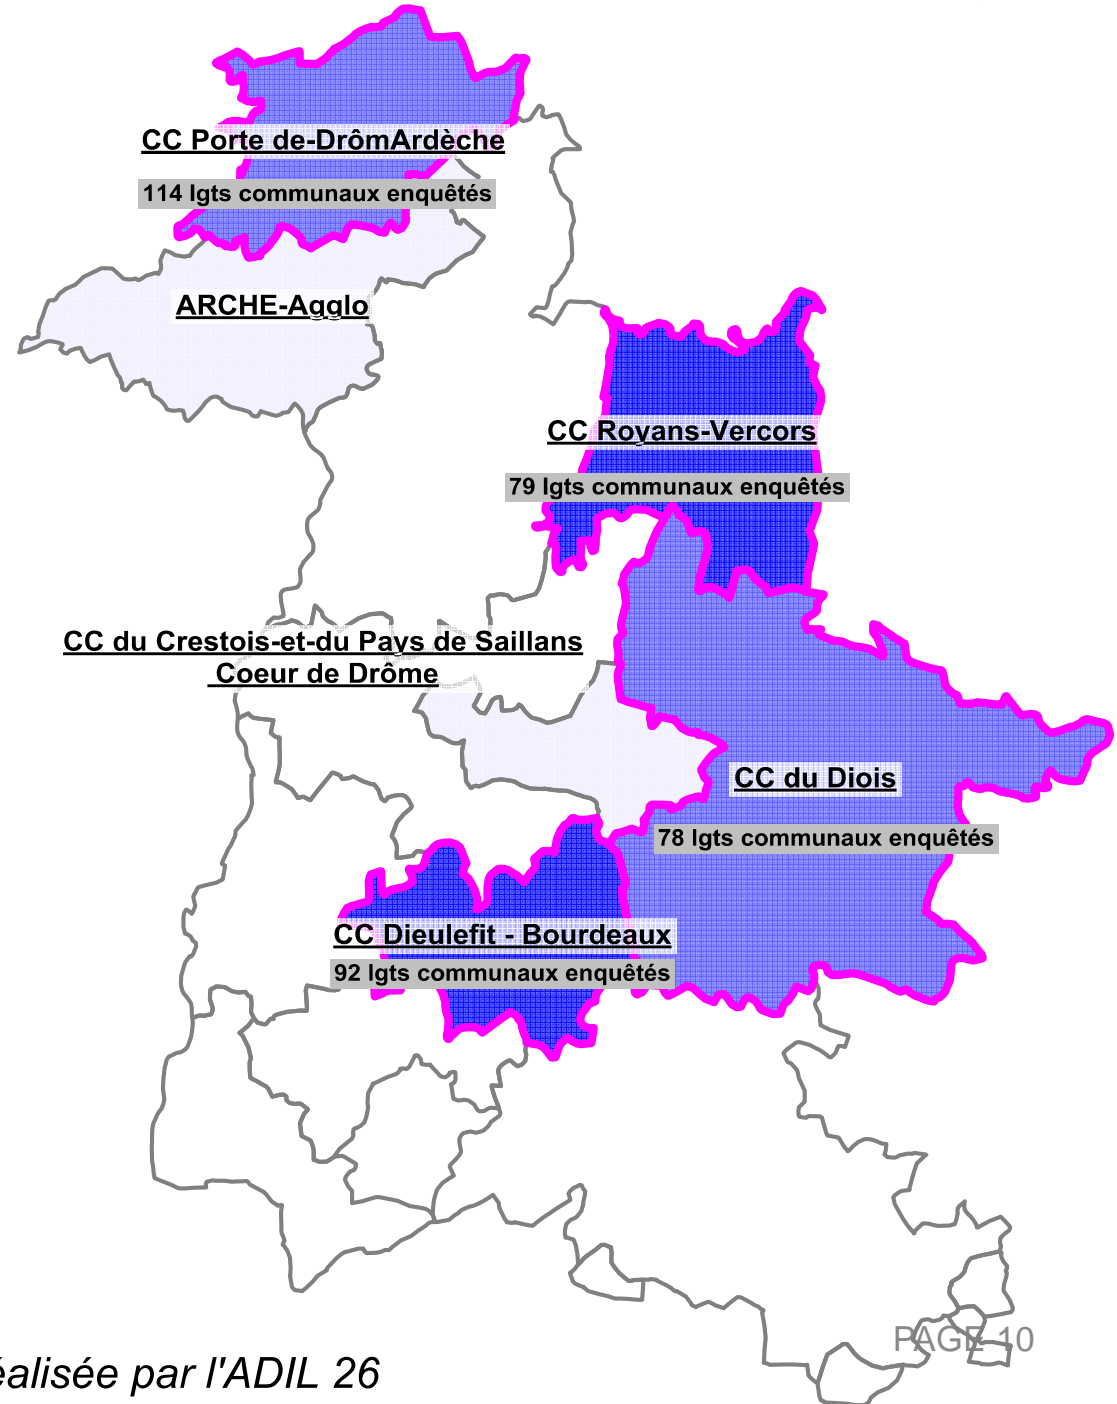 CC Porte de-DrômArdèche
114 lgts communaux enquêtés
ARCHE-Agglo
CC Royans-Vercors
79 lgts communaux enquêtés
CC du Crestois-et-du Pays de Saillans
Coeur de Drôme
CC du Diois
78 lgts communaux enquêtés
CC Dieulefit - Bourdeaux
92 lgts communaux enquêtés
PAGE 10
éalisée par l'ADIL 26